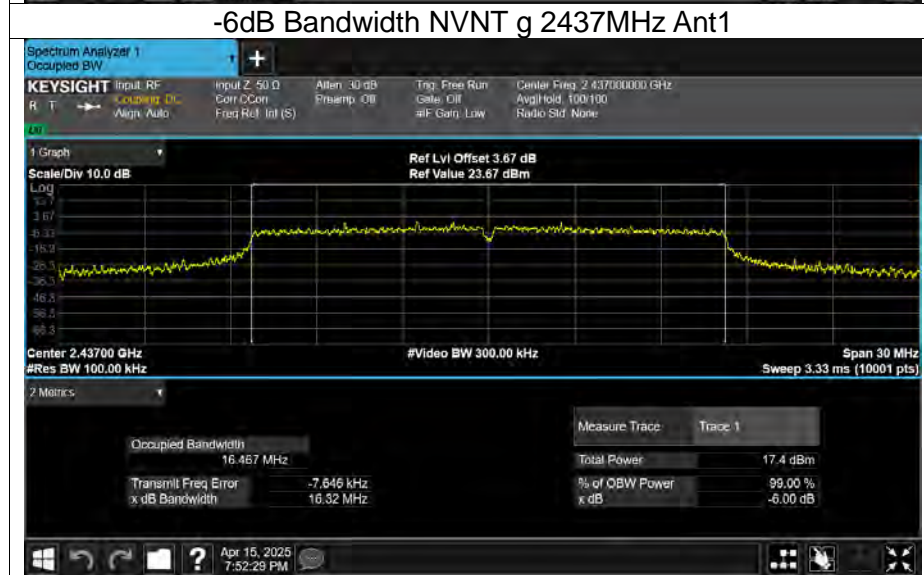 -6dB Bandwidth NVNT g 2437MHz Ant1
Spectrum Analyzer 1
Occupied BW
KEYSIGHT Input: RF
R T
Coupling: DC
Align: Auto
Input Z: 50 Ω
Corr CCorr
Freq Ref: Int (S)
Atten: 30 dB
Preamp: Off
Trig: Free Run
Gate: Off
#IF Gain: Low
Center Freq: 2.437000000 GHz
Avg|Hold: 100/100
Radio Std: None
1 Graph
Scale/Div 10.0 dB
Ref Lvl Offset 3.67 dB
Ref Value 23.67 dBm
Log
13.7
3.67
-6.33
-16.3
-26.3
-36.3
-46.3
-56.3
-66.3
Center 2.43700 GHz
#Res BW 100.00 kHz
#Video BW 300.00 kHz
Span 30 MHz
Sweep 3.33 ms (10001 pts)
2 Metrics
Measure Trace Trace 1
Occupied Bandwidth
16.467 MHz
Total Power 17.4 dBm
Transmit Freq Error -7.646 kHz
% of OBW Power 99.00 %
x dB Bandwidth 16.32 MHz
x dB -6.00 dB
Apr 15, 2025
7:52:29 PM